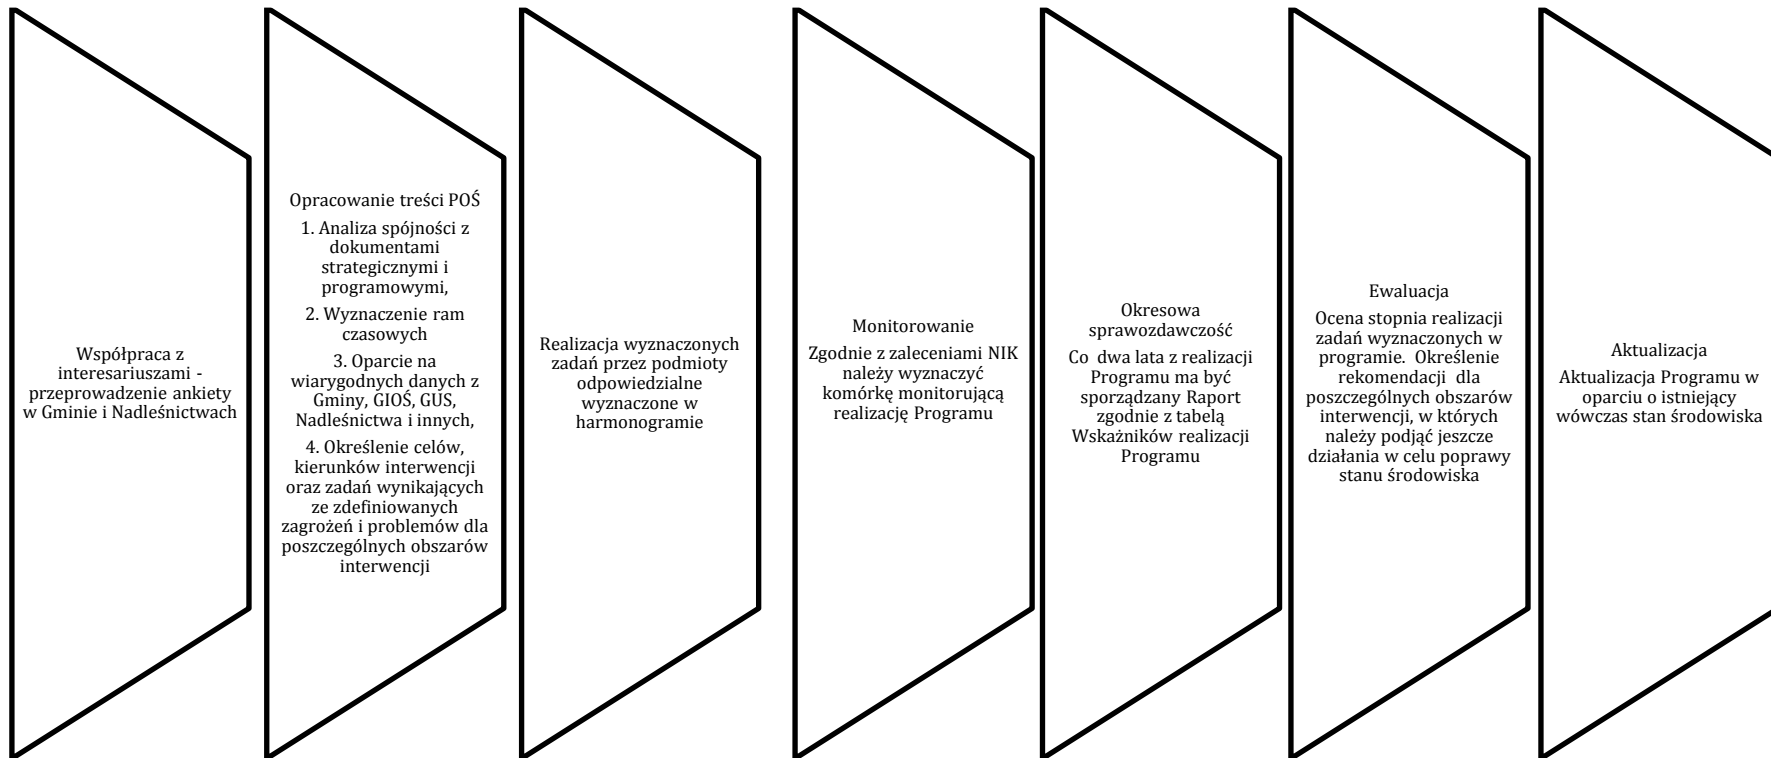 Współpraca z
interesariuszami -
przeprowadzenie ankiety
w Gminie i Nadleśnictwach
Opracowanie treści POŚ
1. Analiza spójności z
dokumentami
strategicznymi i
programowymi,
2. Wyznaczenie ram
czasowych
3. Oparcie na
wiarygodnych danych z
Gminy, GIOŚ, GUS,
Nadleśnictwa i innych,
4. Określenie celów,
kierunków interwencji
oraz zadań wynikających
ze zdefiniowanych
zagrożeń i problemów dla
poszczególnych obszarów
interwencji
Realizacja wyznaczonych
zadań przez podmioty
odpowiedzialne
wyznaczone w
harmonogramie
Monitorowanie
Zgodnie z zaleceniami NIK
należy wyznaczyć
komórkę monitorującą
realizację Programu
Okresowa
sprawozdawczość
Co dwa lata z realizacji
Programu ma być
sporządzany Raport
zgodnie z tabelą
Wskażników realizacji
Programu
Ewaluacja
Ocena stopnia realizacji
zadań wyznaczonych w
programie. Określenie
rekomendacji dla
poszczególnych obszarów
interwencji, w których
należy podjąć jeszcze
działania w celu poprawy
stanu środowiska
Aktualizacja
Aktualizacja Programu w
oparciu o istniejący
wówczas stan środowiska